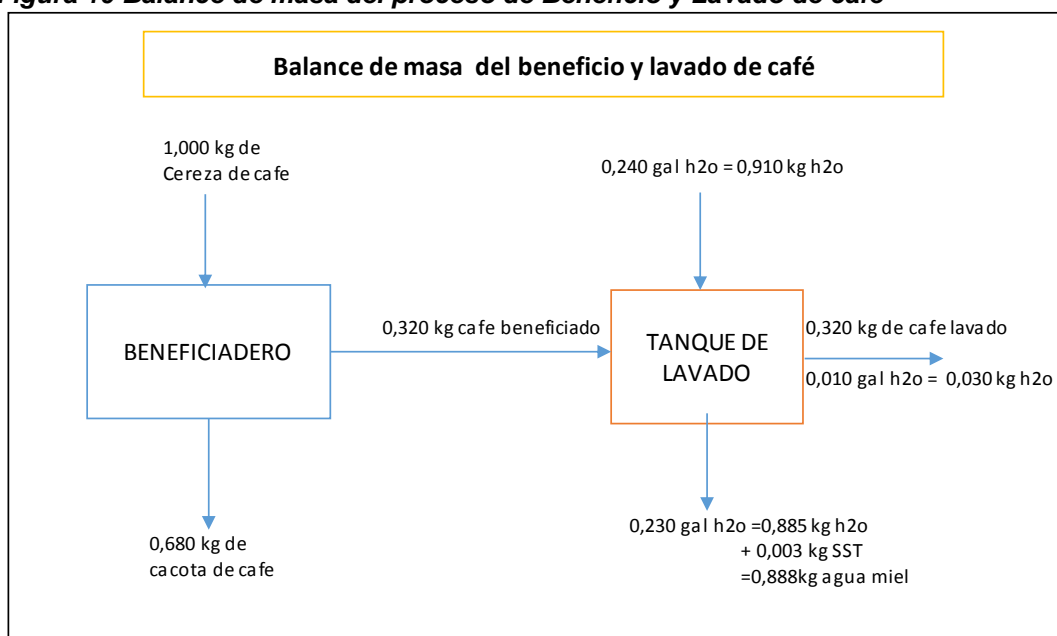 Figura 10 Balance de masa del proceso de Beneficio y Lavado de café
Balance de masa del beneficio y lavado de café
1,000 kg de
Cereza de cafe
0,240 gal h2o = 0,910 kg h2o
BENEFICIADERO
0,320 kg cafe beneficiado
TANQUE DE
LAVADO
0,320 kg de cafe lavado
0,010 gal h2o = 0,030 kg h2o
0,680 kg de
cacota de cafe
0,230 gal h2o =0,885 kg h2o
+ 0,003 kg SST
=0,888kg agua miel